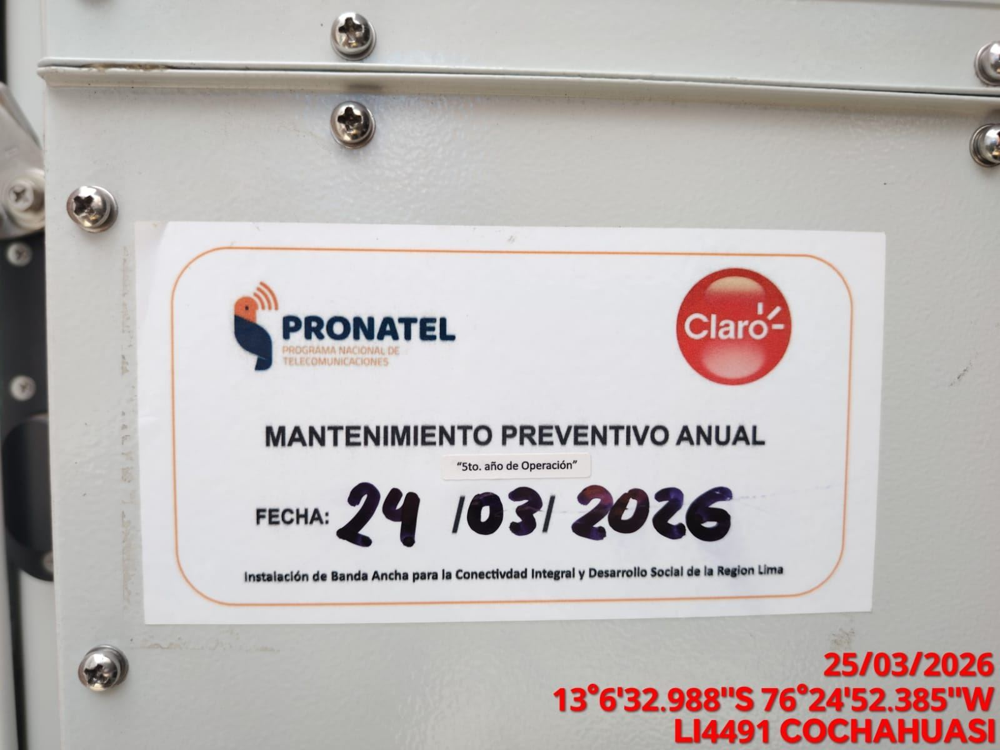 PRONATEL
PROGRAMA NACIONAL DE
TELECOMUNICACIONES
Claro
MANTENIMIENTO PREVENTIVO ANUAL
"5to. año de Operación"
FECHA: 24 /03/ 2026
Instalación de Banda Ancha para la Conectivdad Integral y Desarrollo Social de la Region Lima
25/03/2026
13°6'32.988"S 76°24'52.385"W
LI4491 COCHAHUASI